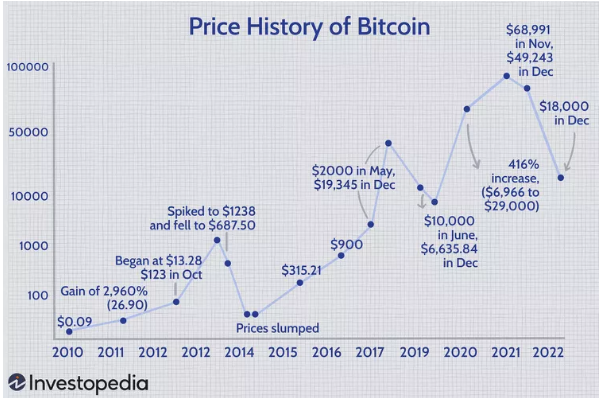 Price History of Bitcoin
$68,991
in Nov,
$49,243
in Dec
100000
$18,000
in Dec
50000
416%
increase,
($6,966 to
$29,000)
$2000 in May,
$19,345 in Dec
10000
Spiked to $1238
and fell to $687.50
$10,000
in June,
$6,635.84
in Dec
1000
$900
Began at $13.28
$123 in Oct
$315.21
100
Gain of 2,960%
(26.90)
$0.09
Prices slumped
2010 2011 2012 2012 2014 2015 2016 2017 2019 2020 2021 2022
Investopedia